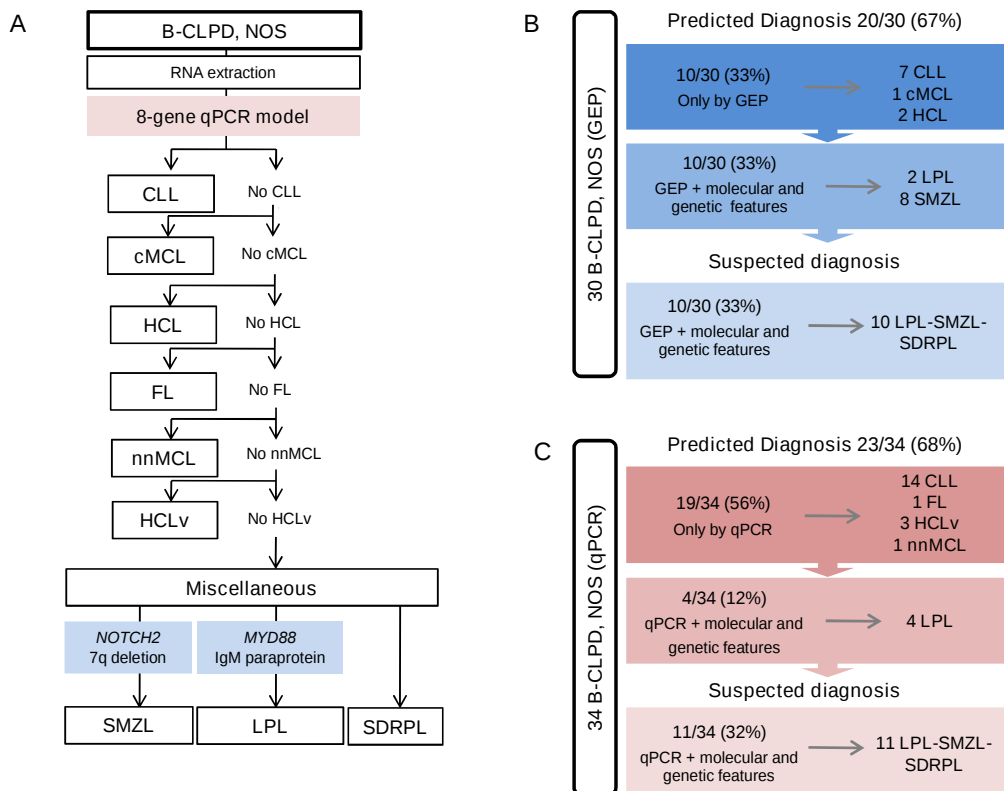 A
B-CLPD, NOS
RNA extraction
8-gene qPCR model
CLL
No CLL
cMCL
No cMCL
HCL
No HCL
FL
No FL
nnMCL
No nnMCL
HCLv
No HCLv
Miscellaneous
NOTCH2
7q deletion
MYD88
IgM paraprotein
SMZL
LPL
SDRPL
B
30 B-CLPD, NOS (GEP)
Predicted Diagnosis 20/30 (67%)
10/30 (33%)
Only by GEP
7 CLL
1 cMCL
2 HCL
10/30 (33%)
GEP + molecular and
genetic features
2 LPL
8 SMZL
Suspected diagnosis
10/30 (33%)
GEP + molecular and
genetic features
10 LPL-SMZL-
SDRPL
C
34 B-CLPD, NOS (qPCR)
Predicted Diagnosis 23/34 (68%)
19/34 (56%)
Only by qPCR
14 CLL
1 FL
3 HCLv
1 nnMCL
4/34 (12%)
qPCR + molecular and
genetic features
4 LPL
Suspected diagnosis
11/34 (32%)
qPCR + molecular and
genetic features
11 LPL-SMZL-
SDRPL